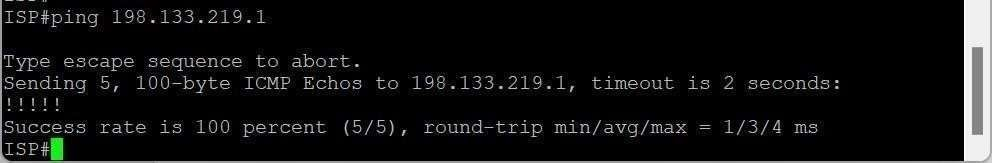 ISP#ping 198.133.219.1
Type escape sequence to abort.
Sending 5, 100-byte ICMP Echos to 198.133.219.1, timeout is 2 seconds:
!!!!!
Success rate is 100 percent (5/5), round-trip min/avg/max = 1/3/4 ms
ISP#